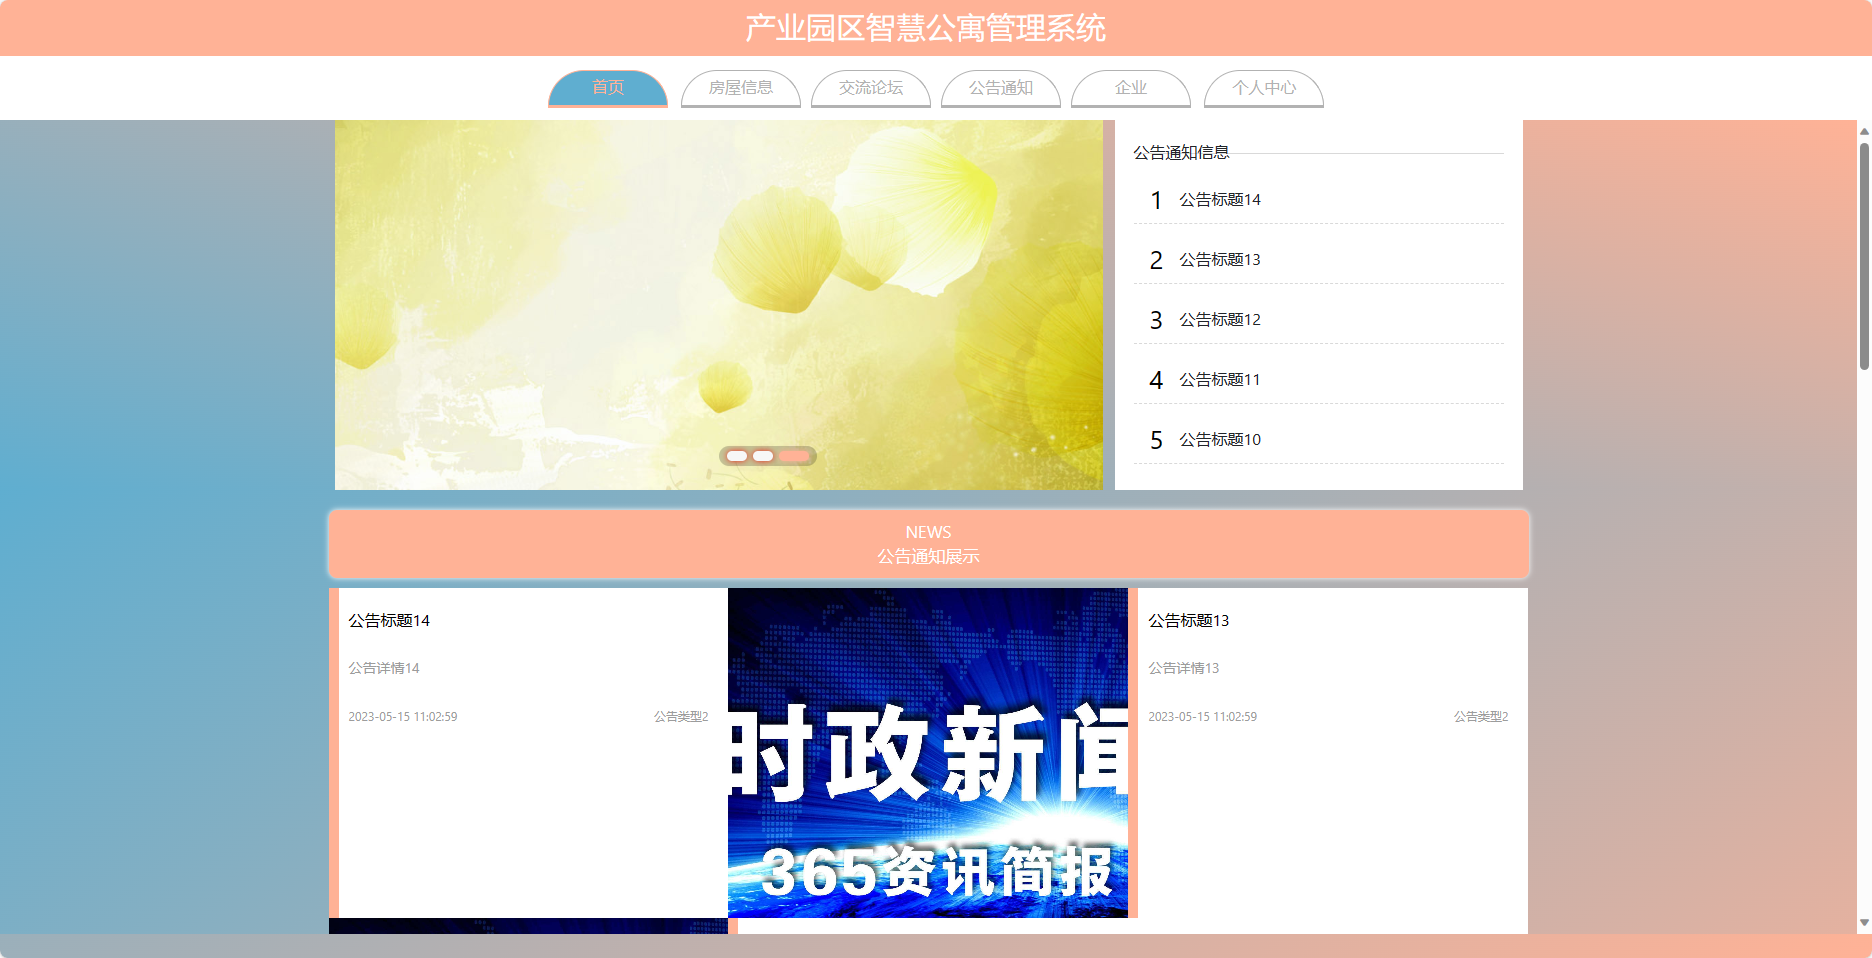 产业园区智慧公寓管理系统
首页 房屋信息 交流论坛 公告通知 企业 个人中心
公告通知信息
1 公告标题14
2 公告标题13
3 公告标题12
4 公告标题11
5 公告标题10
NEWS
公告通知展示
公告标题14
公告详情14
2023-05-15 11:02:59 公告类型2
时政新闻
365资讯简报
公告标题13
公告详情13
2023-05-15 11:02:59 公告类型2